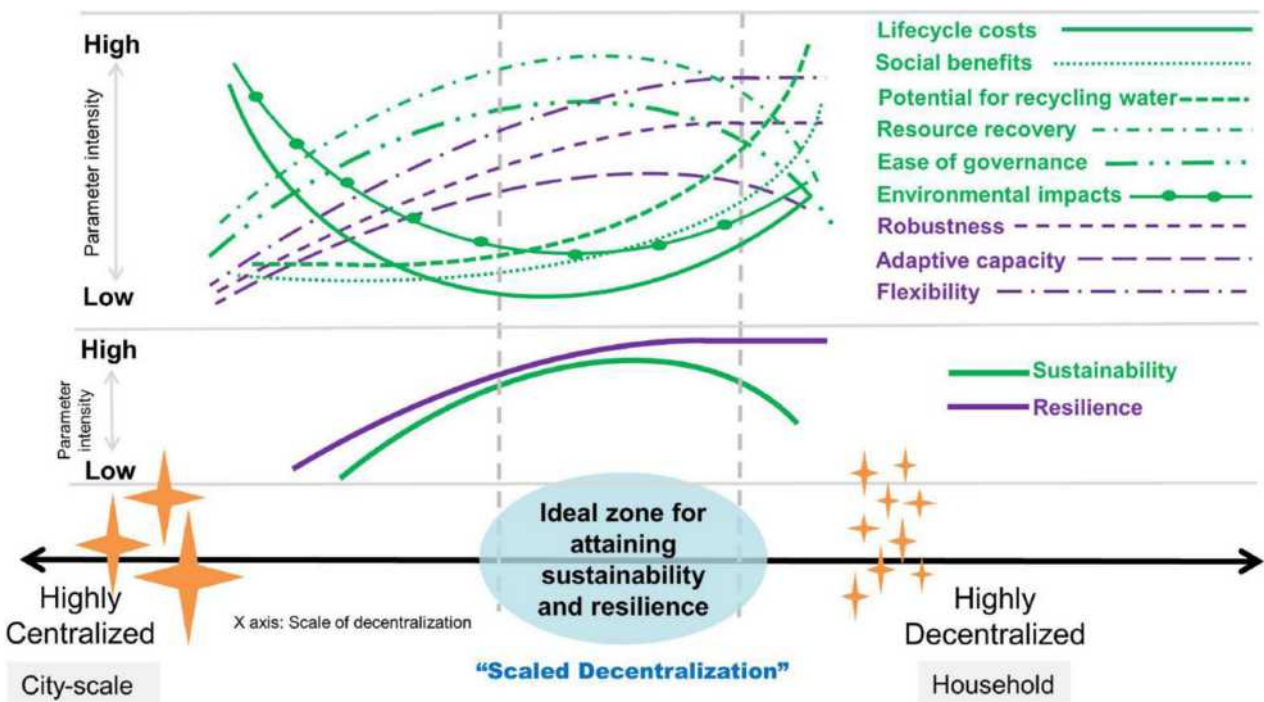 High
Parameter intensity
Low
Lifecycle costs
Social benefits
Potential for recycling water
Resource recovery
Ease of governance
Environmental impacts
Robustness
Adaptive capacity
Flexibility
High
Parameter
intensity
Low
Sustainability
Resilience
Ideal zone for
attaining
sustainability
and resilience
Highly
Centralized
X axis: Scale of decentralization
Highly
Decentralized
"Scaled Decentralization"
City-scale
Household